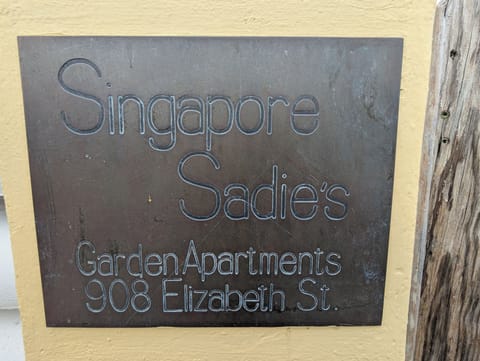 Singapore
Sadie's
Garden Apartments
908 Elizabeth St.